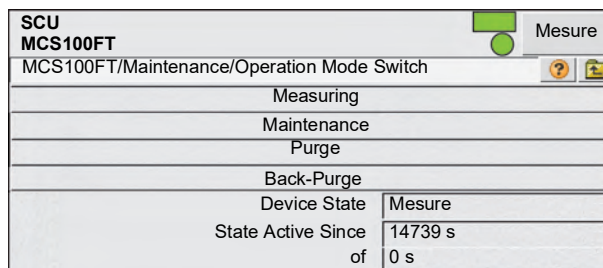 SCU
MCS100FT
Mesure
MCS100FT/Maintenance/Operation Mode Switch
?
Measuring
Maintenance
Purge
Back-Purge
Device State Mesure
State Active Since 14739 s
of 0 s